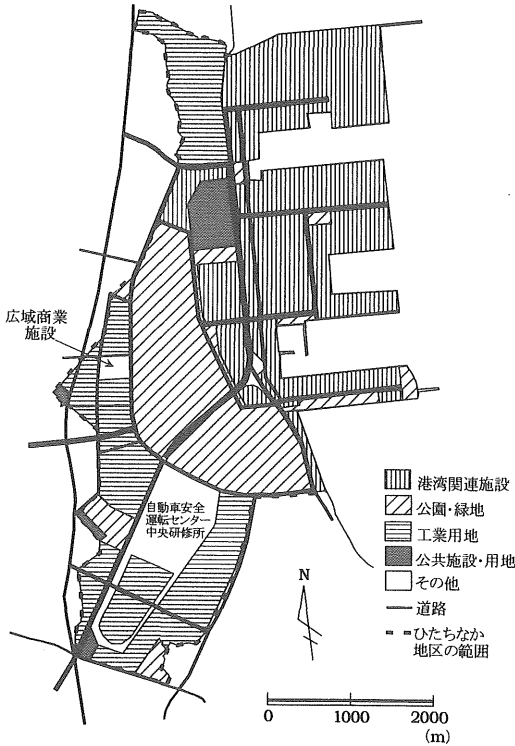 広域商業
施設
自動車安全
運転センター
中央研修所
港湾関連施設
公園・緑地
工業用地
公共施設・用地
その他
道路
ひたちなか
地区の範囲
N
0 1000 2000
(m)